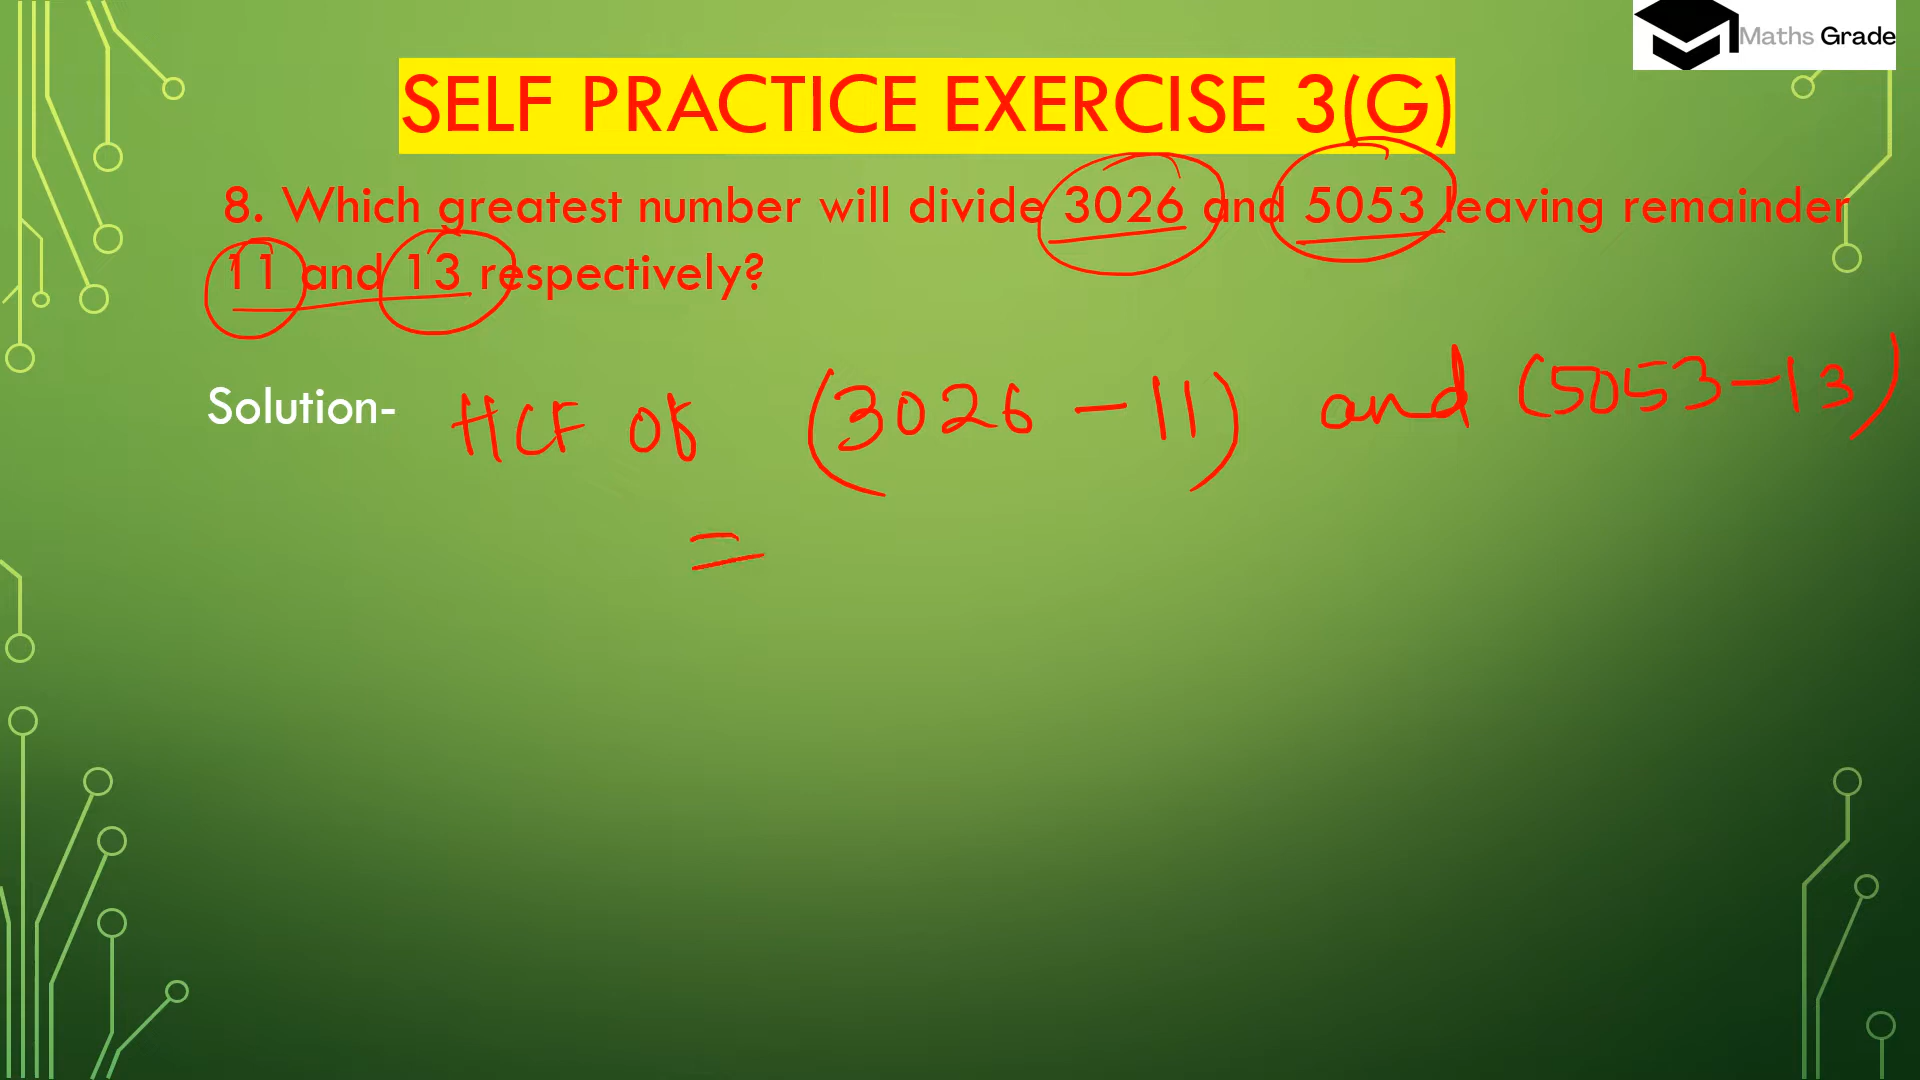 Maths Grade
SELF PRACTICE EXERCISE 3(G)
8. Which greatest number will divide 3026 and 5053 leaving remainder
11 and 13 respectively?
Solution- HCF of (3026 - 11) and (5053-13)
=